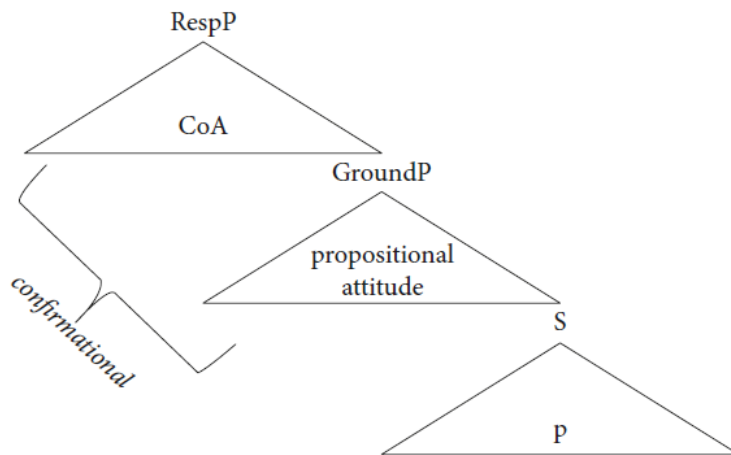 RespP
CoA
GroundP
propositional
attitude
confirmational
S
p